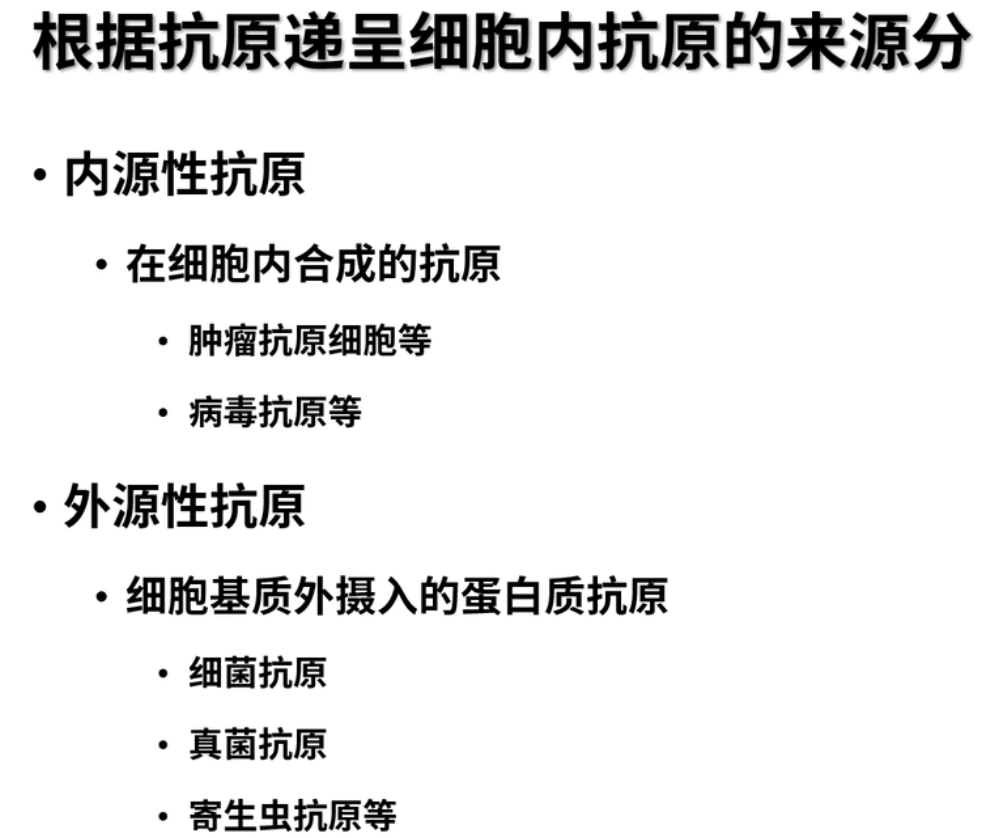 根据抗原递呈细胞内抗原的来源分
• 内源性抗原
• 在细胞内合成的抗原
• 肿瘤抗原细胞等
• 病毒抗原等
• 外源性抗原
• 细胞基质外摄入的蛋白质抗原
• 细菌抗原
• 真菌抗原
• 寄生虫抗原等